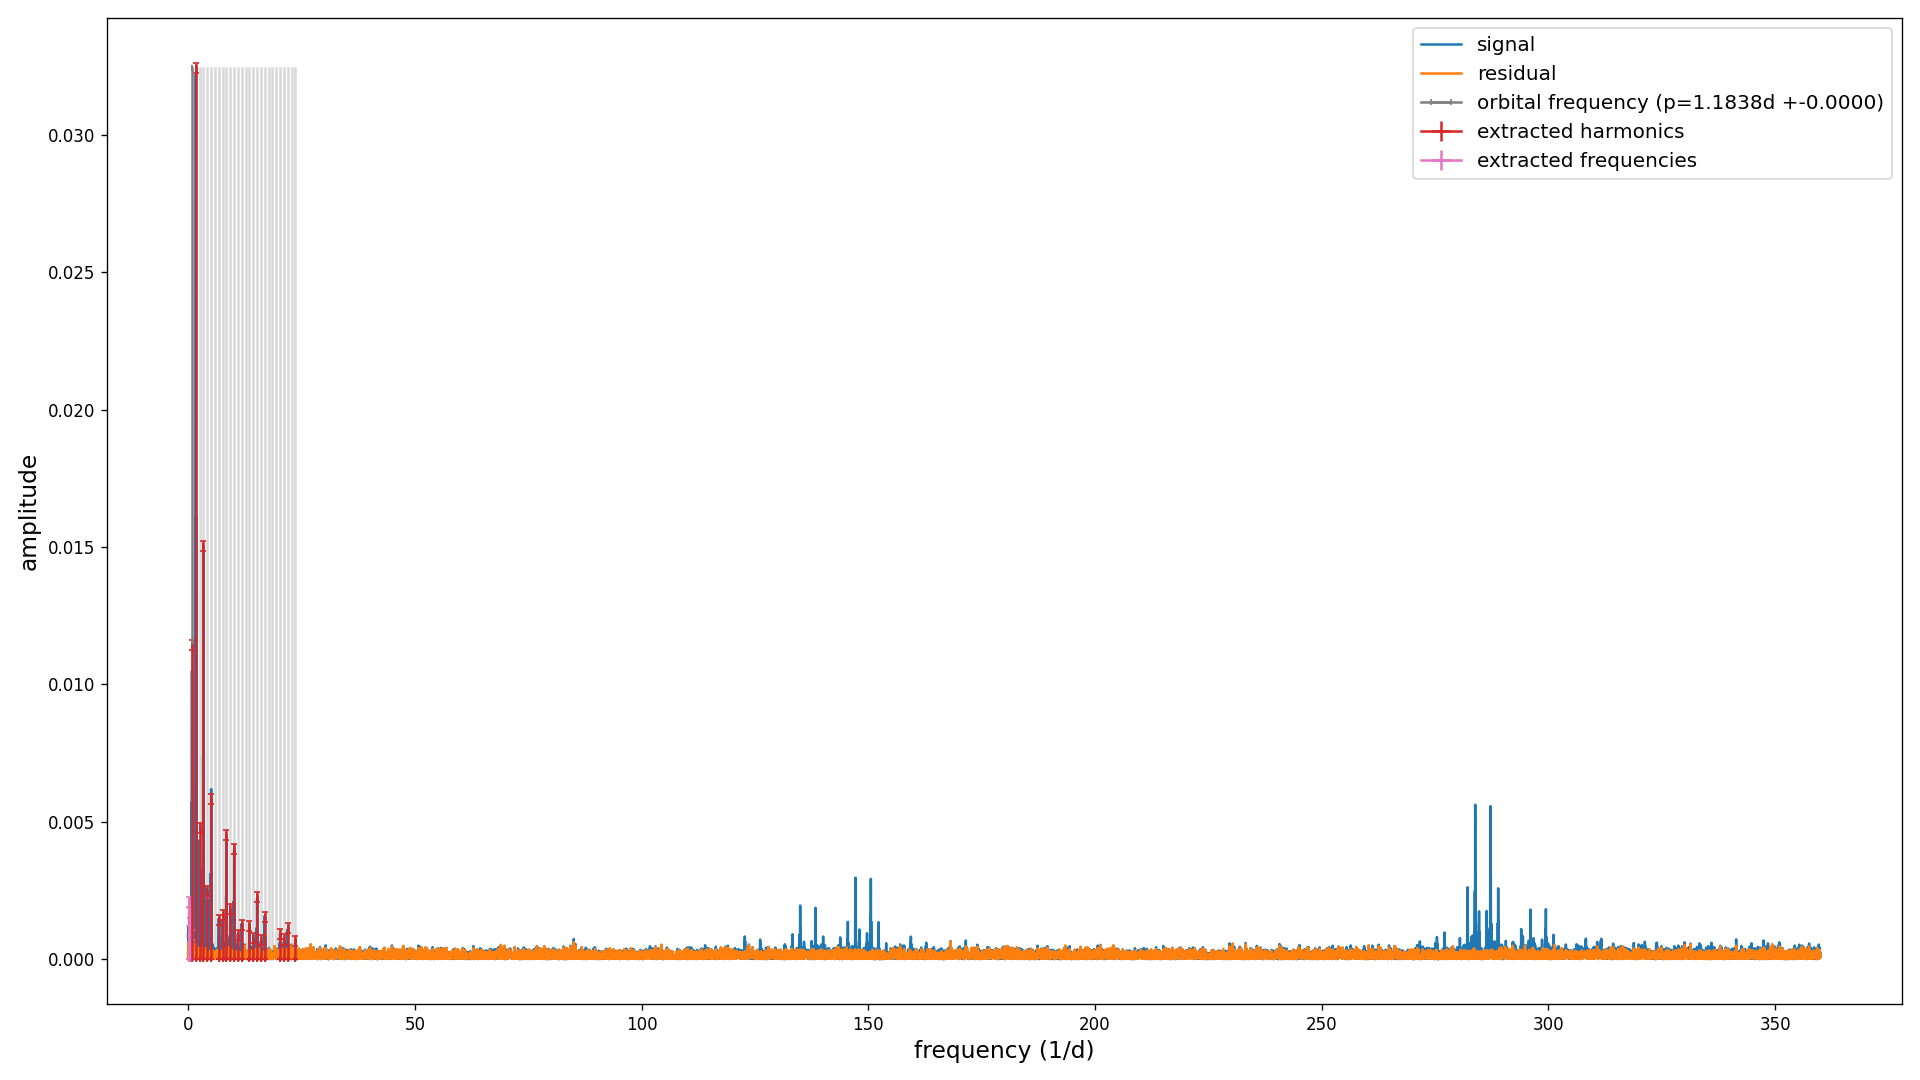 signal
residual
orbital frequency (p=1.1838d +-0.0000)
extracted harmonics
extracted frequencies
0.030
0.025
0.020
0.015
0.010
0.005
0.000
amplitude
0 50 100 150 200 250 300 350
frequency (1/d)